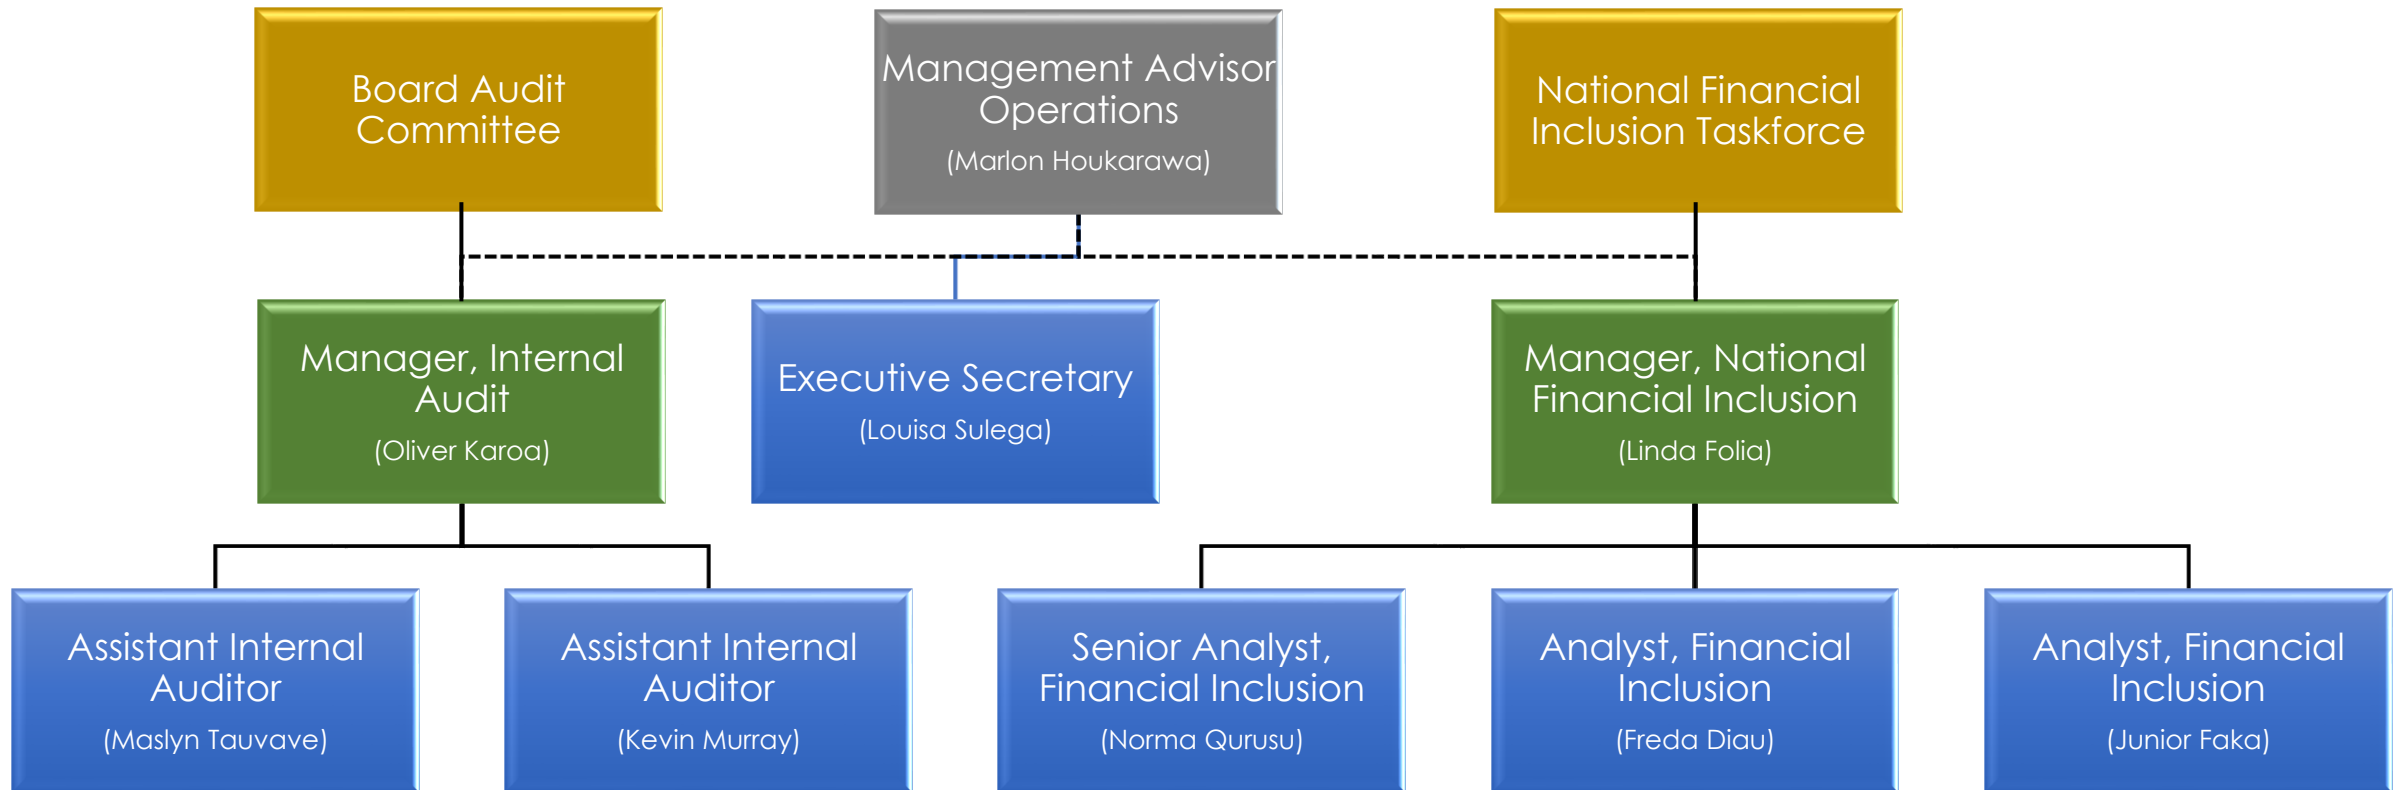 Board Audit
Committee
Management Advisor
Operations
(Marlon Houkarawa)
National Financial
Inclusion Taskforce
Manager, Internal
Audit
(Oliver Karoa)
Executive Secretary
(Louisa Sulega)
Manager, National
Financial Inclusion
(Linda Folia)
Assistant Internal
Auditor
(Maslyn Tauvave)
Assistant Internal
Auditor
(Kevin Murray)
Senior Analyst,
Financial Inclusion
(Norma Qurusu)
Analyst, Financial
Inclusion
(Freda Diau)
Analyst, Financial
Inclusion
(Junior Faka)